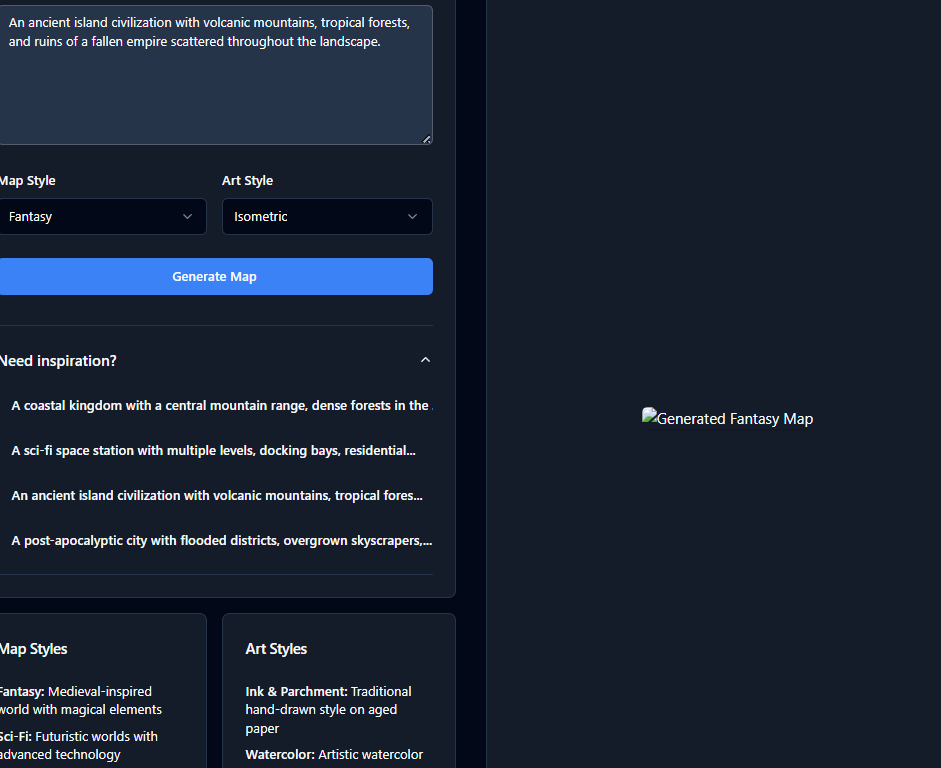 An ancient island civilization with volcanic mountains, tropical forests,
and ruins of a fallen empire scattered throughout the landscape.
Map Style
Art Style
Fantasy
Isometric
Generate Map
Need inspiration?
A coastal kingdom with a central mountain range, dense forests in the
A sci-fi space station with multiple levels, docking bays, residential...
An ancient island civilization with volcanic mountains, tropical fores...
A post-apocalyptic city with flooded districts, overgrown skyscrapers,...
Map Styles
Fantasy: Medieval-inspired
world with magical elements
Sci-Fi: Futuristic worlds with
advanced technology
Art Styles
Ink & Parchment: Traditional
hand-drawn style on aged
paper
Watercolor: Artistic watercolor
Generated Fantasy Map